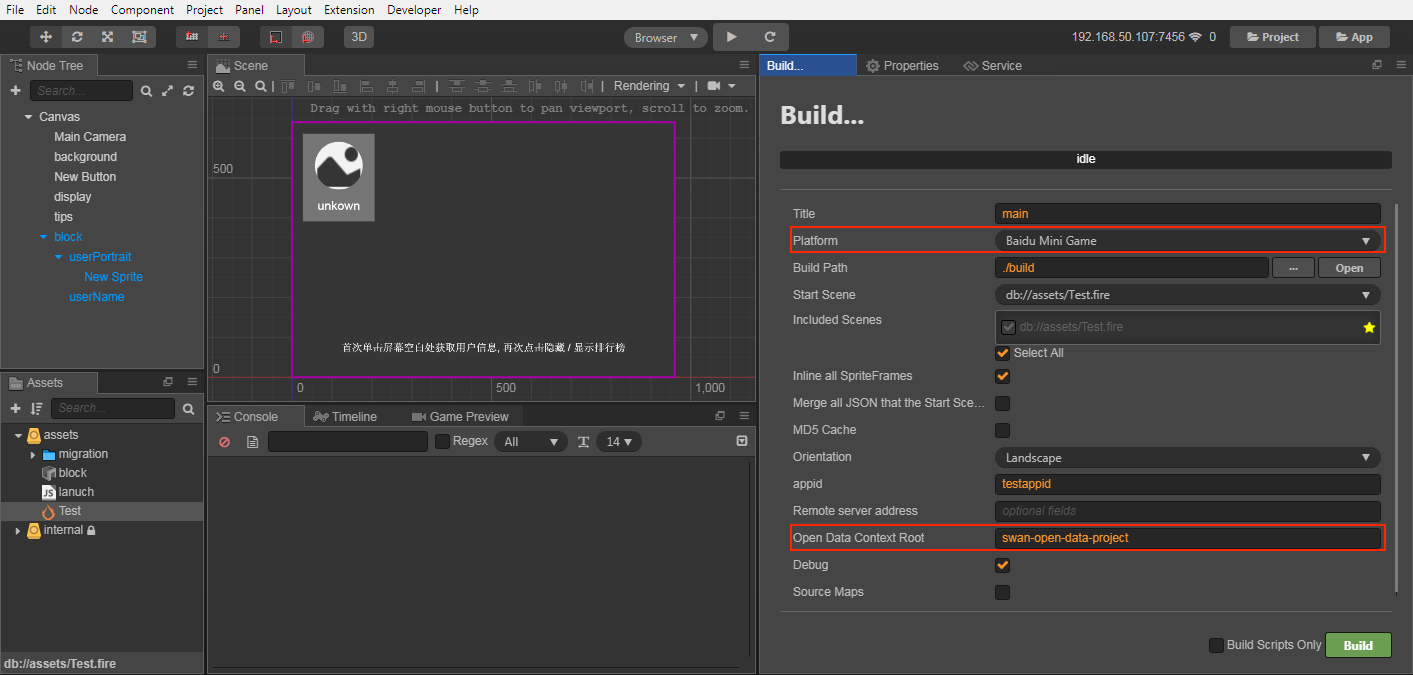 File Edit Node Component Project Panel Layout Extension Developer Help
3D
Browser
192.168.50.107:7456 0
Project
App
Node Tree
Search...
Canvas
Main Camera
background
New Button
display
tips
block
userPortrait
New Sprite
userName
Assets
Search...
assets
migration
block
lanuch
Test
internal
db://assets/Test.fire
Scene
Rendering
Drag with right mouse button to pan viewport, scroll to zoom.
500
0
0 500 1,000
unkown
首次单击屏幕空白处获取用户信息, 再次点击隐藏 / 显示排行榜
Console Timeline Game Preview
Regex All 14
Build... Properties Service
Build...
idle
Title main
Platform Baidu Mini Game
Build Path ./build ... Open
Start Scene db://assets/Test.fire
Included Scenes db://assets/Test.fire
Select All
Inline all SpriteFrames
Merge all JSON that the Start Sce...
MD5 Cache
Orientation Landscape
appid testappid
Remote server address optional fields
Open Data Context Root swan-open-data-project
Debug
Source Maps
Build Scripts Only Build